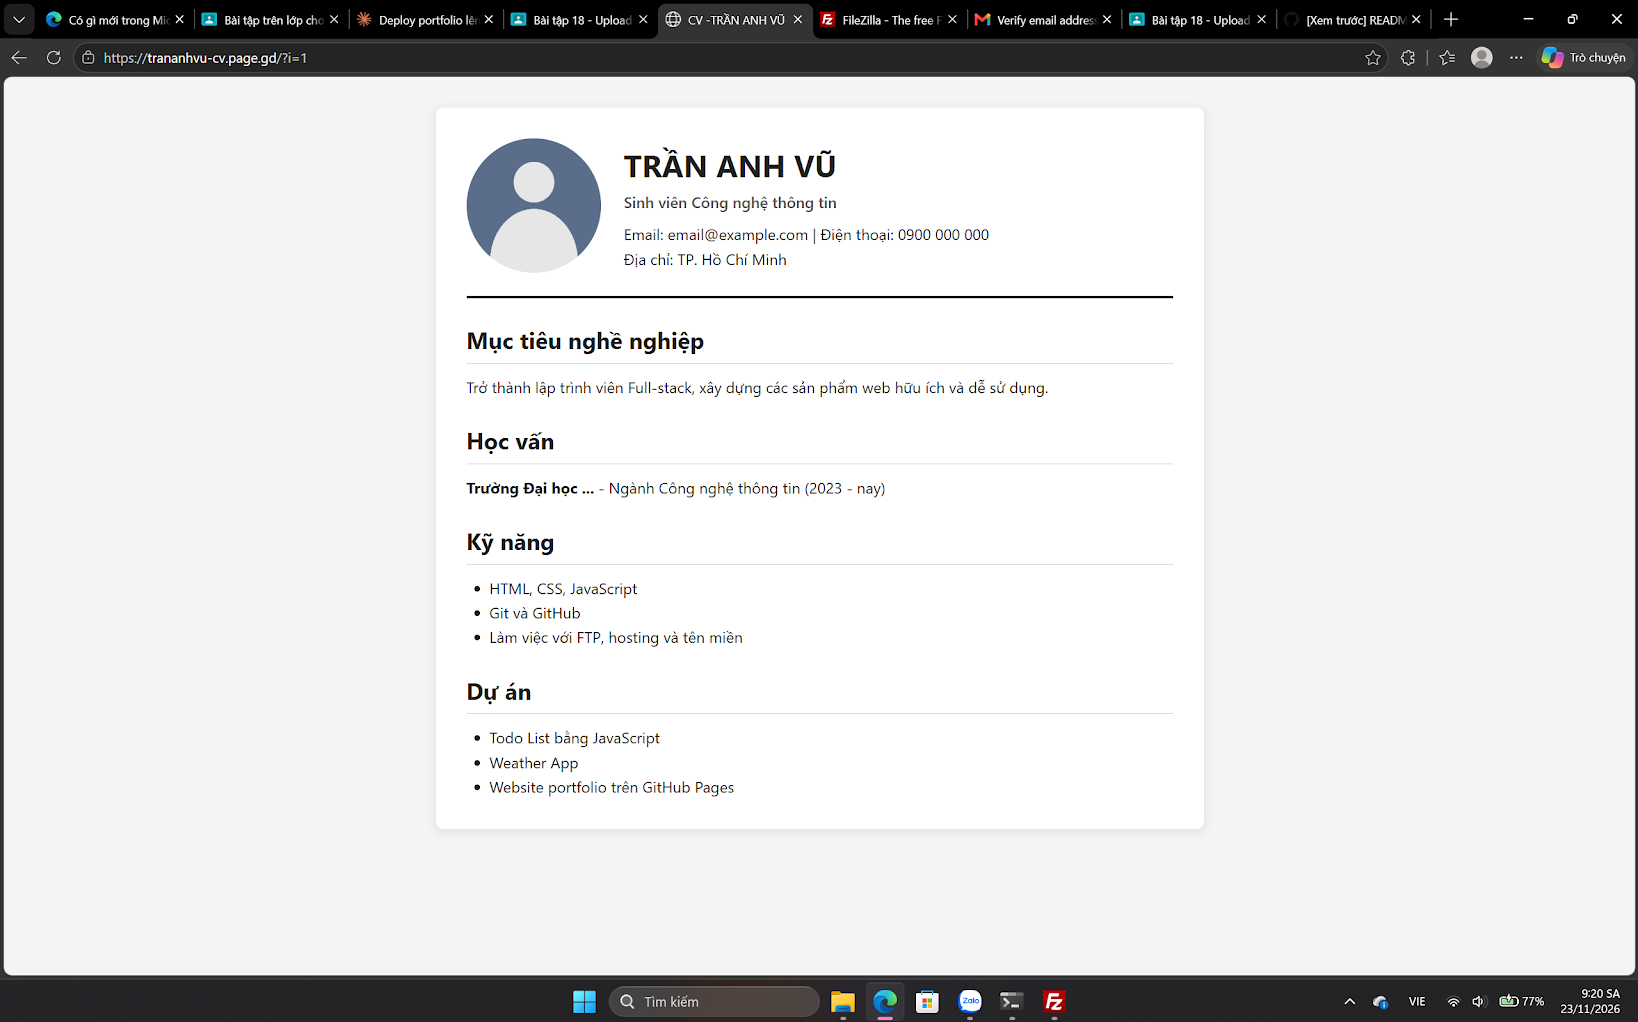 Có gì mới trong Mic
Bài tập trên lớp cho
Deploy portfolio lên
Bài tập 18 - Upload
CV -TRẦN ANH VŨ
FileZilla - The free F
Verify email address
Bài tập 18 - Upload
[Xem trước] READM
https://trananhvu-cv.page.gd/?i=1
Trò chuyện
TRẦN ANH VŨ
Sinh viên Công nghệ thông tin
Email: email@example.com | Điện thoại: 0900 000 000
Địa chỉ: TP. Hồ Chí Minh
Mục tiêu nghề nghiệp
Trở thành lập trình viên Full-stack, xây dựng các sản phẩm web hữu ích và dễ sử dụng.
Học vấn
Trường Đại học ... - Ngành Công nghệ thông tin (2023 - nay)
Kỹ năng
HTML, CSS, JavaScript
Git và GitHub
Làm việc với FTP, hosting và tên miền
Dự án
Todo List bằng JavaScript
Weather App
Website portfolio trên GitHub Pages
Tìm kiếm
Zalo
VIE
77%
9:20 SA
23/11/2026